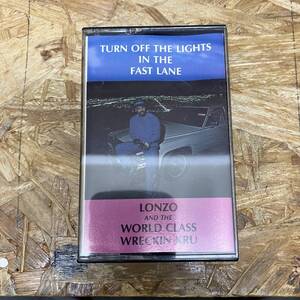 TURN OFF THE LIGHTS
IN THE
FAST LANE
LONZO
AND THE
WORLD CLASS
WRECKIN KRU